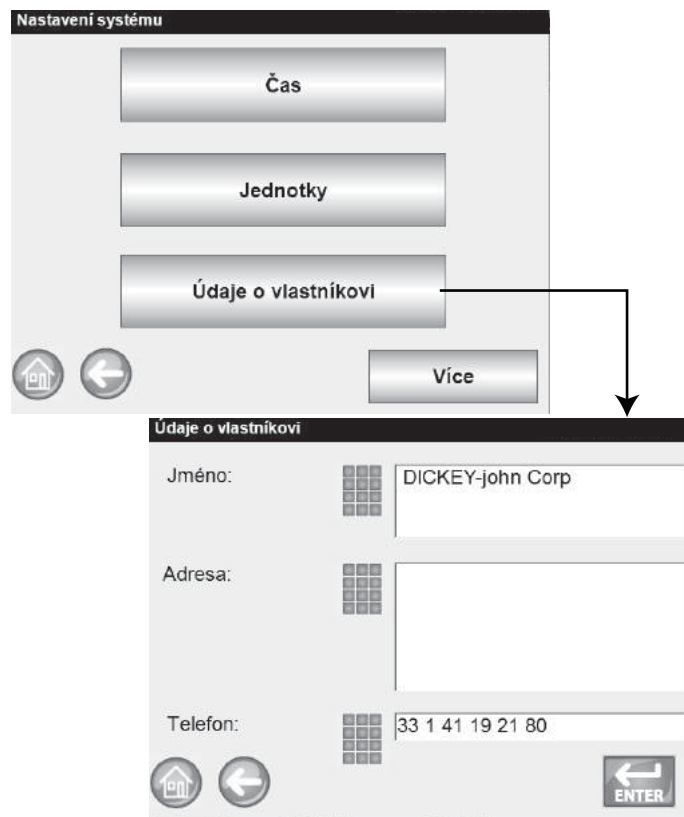 Nastavení systému
Čas
Jednotky
Údaje o vlastníkovi
Více
Údaje o vlastníkovi
Jméno:
DICKEY-john Corp
Adresa:
Telefon:
33 1 41 19 21 80
ENTER